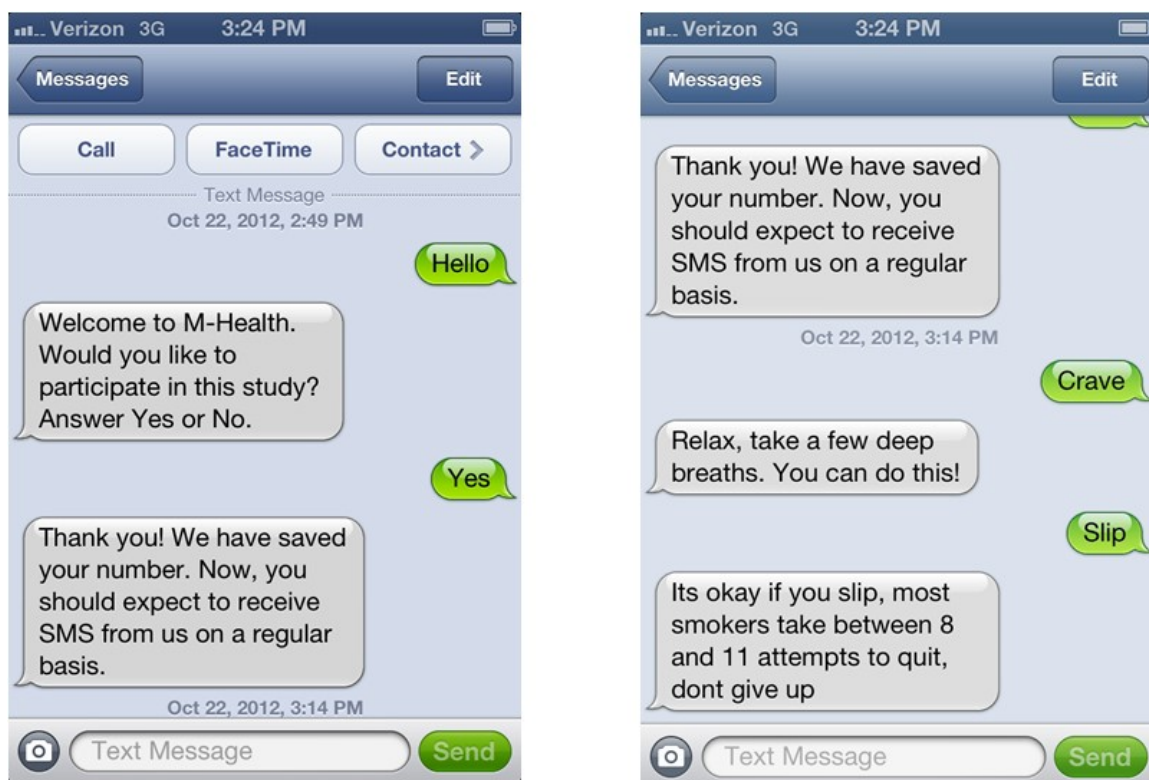 Verizon 3G 3:24 PM
Messages Edit
Call FaceTime Contact
Text Message
Oct 22, 2012, 2:49 PM
Hello
Welcome to M-Health.
Would you like to
participate in this study?
Answer Yes or No.
Yes
Thank you! We have saved
your number. Now, you
should expect to receive
SMS from us on a regular
basis.
Oct 22, 2012, 3:14 PM
Text Message Send
Verizon 3G 3:24 PM
Messages Edit
Thank you! We have saved
your number. Now, you
should expect to receive
SMS from us on a regular
basis.
Oct 22, 2012, 3:14 PM
Crave
Relax, take a few deep
breaths. You can do this!
Slip
Its okay if you slip, most
smokers take between 8
and 11 attempts to quit,
dont give up
Text Message Send